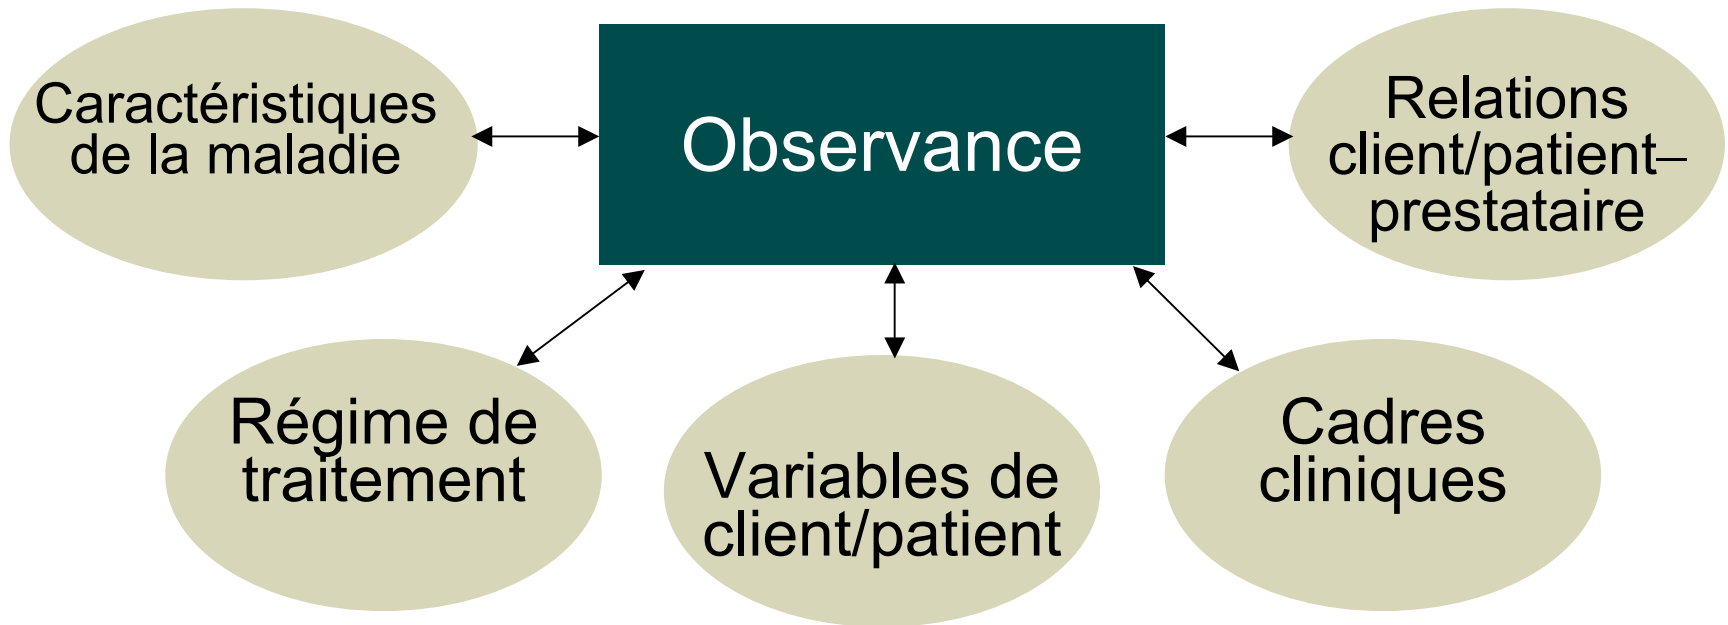 Caractéristiques
de la maladie
Observance
Relations
client/patient–
prestataire
Régime de
traitement
Variables de
client/patient
Cadres
cliniques